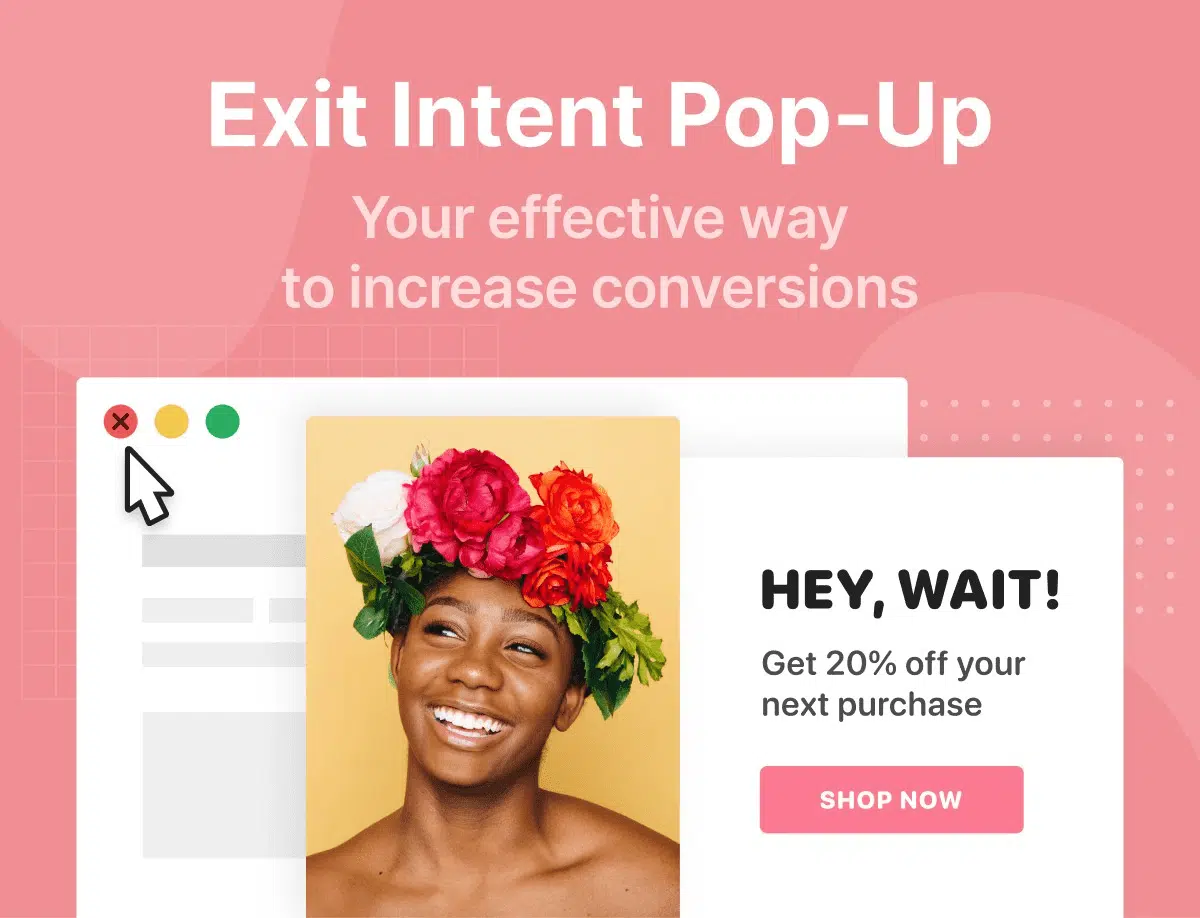 Exit Intent Pop-Up
Your effective way
to increase conversions
HEY, WAIT!
Get 20% off your
next purchase
SHOP NOW